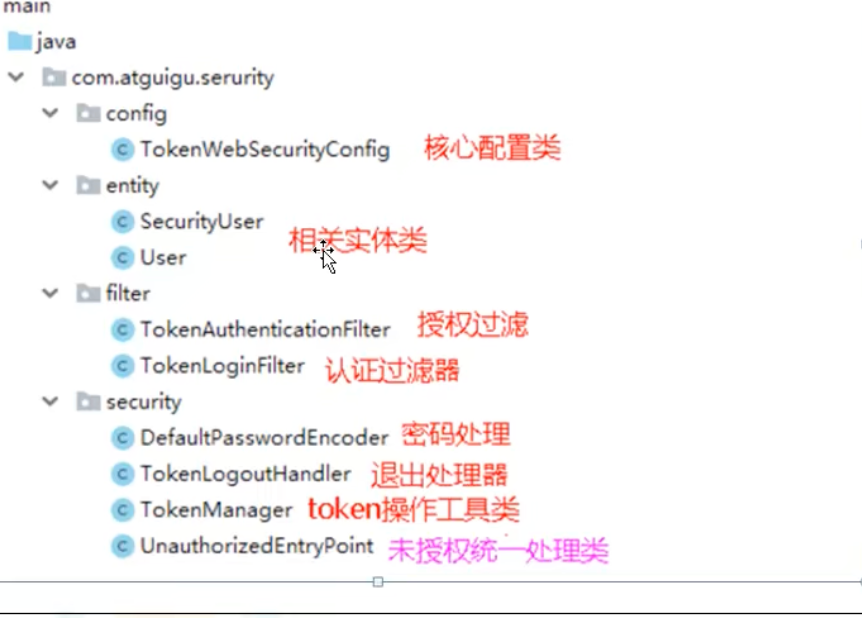 main
java
com.atguigu.serurity
config
TokenWebSecurityConfig 核心配置类
entity
SecurityUser
相关实体类
User
filter
TokenAuthenticationFilter 授权过滤
TokenLoginFilter 认证过滤器
security
DefaultPasswordEncoder 密码处理
TokenLogoutHandler 退出处理器
TokenManager token操作工具类
UnauthorizedEntryPoint 未授权统一处理类